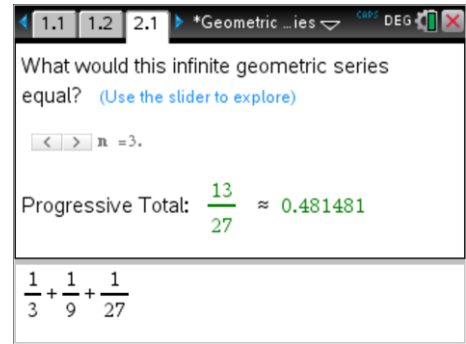 1.1 1.2 2.1 *Geometric ...ies CAPS DEG
What would this infinite geometric series
equal? (Use the slider to explore)
< > n =3.
Progressive Total: 13/27 ≈ 0.481481
1/3 + 1/9 + 1/27